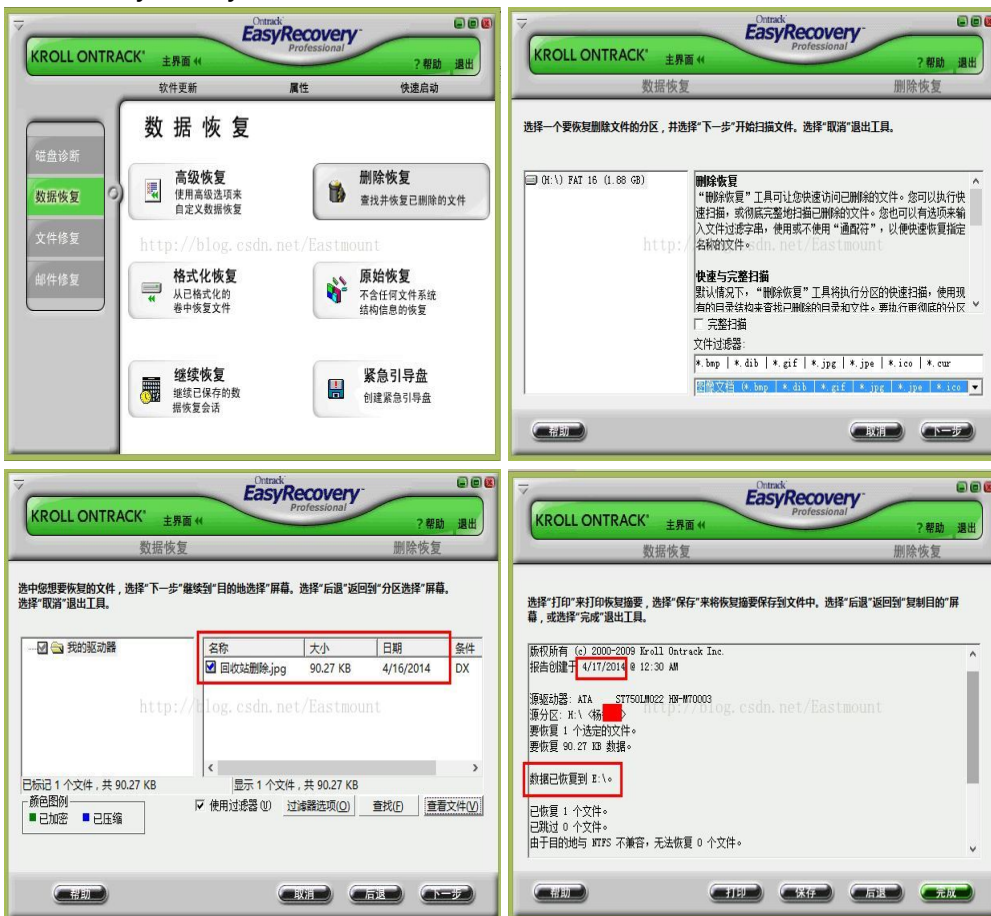 Ontrack
EasyRecovery
Professional
KROLL ONTRACK
主界面
?帮助 退出
软件更新 属性 快速启动
磁盘诊断
数据恢复
文件修复
邮件修复
数据恢复
高级恢复
使用高级选项来
自定义数据恢复
删除恢复
查找并恢复已删除的文件
http://blog.csdn.net/Eastmount
格式化恢复
从已格式化的
卷中恢复文件
原始恢复
不含任何文件系统
结构信息的恢复
继续恢复
继续已保存的数
据恢复会话
紧急引导盘
创建紧急引导盘
Ontrack
EasyRecovery
Professional
KROLL ONTRACK
主界面
?帮助 退出
数据恢复 删除恢复
选择一个要恢复删除文件的分区，并选择“下一步”开始扫描文件。选择“取消”退出工具。
(H:\) FAT 16 (1.88 GB)
删除恢复
“删除恢复”工具可让您快速访问已删除的文件。您可以执行快
速扫描，或彻底完整地扫描已删除的文件。您也可以有选项来输
入文件过滤字串，使用或不使用“通配符”，以便快速恢复指定
名称的文件。
http://blog.csdn.net/Eastmount
快速与完整扫描
默认情况下，“删除恢复”工具将执行分区的快速扫描，使用现
有的目录结构来查找已删除的目录和文件。要执行更彻底的分区
完整扫描
文件过滤器:
*.bmp | *.dib | *.gif | *.jpg | *.jpe | *.ico | *.cur
图像文档 (*.bmp | *.dib | *.gif | *.jpg | *.jpe | *.ico
帮助 取消 下一步
Ontrack
EasyRecovery
Professional
KROLL ONTRACK
主界面
?帮助 退出
数据恢复 删除恢复
选中您想要恢复的文件，选择“下一步”继续到“目的地选择”屏幕。选择“后退”返回到“分区选择”屏幕。
选择“取消”退出工具。
我的驱动器
名称 大小 日期 条件
回收站删除.jpg 90.27 KB 4/16/2014 DX
http://blog.csdn.net/Eastmount
已标记 1 个文件，共 90.27 KB 显示 1 个文件，共 90.27 KB
颜色图例
已加密 已压缩
使用过滤器(U) 过滤器选项(O) 查找(F) 查看文件(V)
帮助 取消 后退 下一步
Ontrack
EasyRecovery
Professional
KROLL ONTRACK
主界面
?帮助 退出
数据恢复 删除恢复
选择“打印”来打印恢复摘要，选择“保存”来将恢复摘要保存到文件中。选择“后退”返回到“复制目的”屏
幕，或选择“完成”退出工具。
版权所有 (c) 2000-2009 Kroll Ontrack Inc.
报告创建于 4/17/2014 @ 12:30 AM
源驱动器: ATA ST750LM022 HN-M70003
源分区: H:\ <杨 >
http://blog.csdn.net/Eastmount
要恢复 1 个选定的文件。
要恢复 90.27 KB 数据。
数据已恢复到 E:\。
已恢复 1 个文件。
已跳过 0 个文件。
由于目的地与 NTFS 不兼容，无法恢复 0 个文件。
帮助 打印 保存 后退 完成